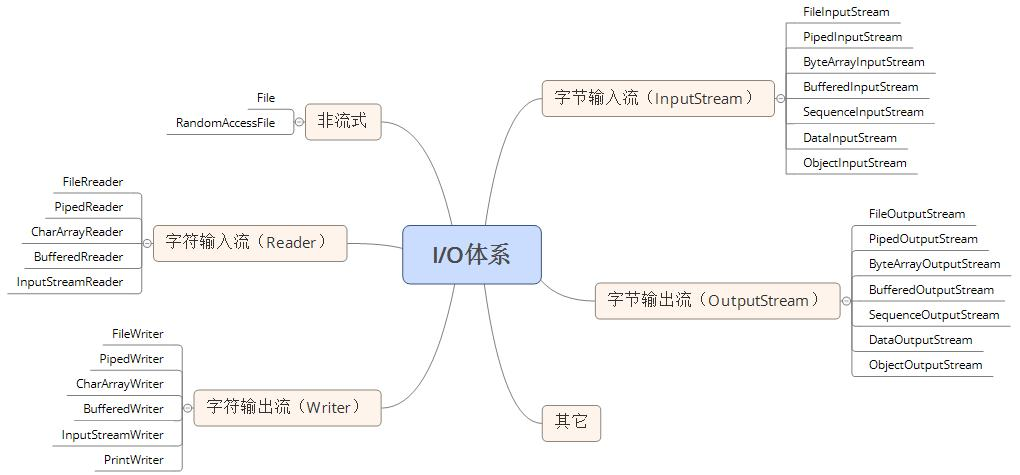 I/O体系
非流式
File
RandomAccessFile
字符输入流（Reader）
FileRreader
PipedReader
CharArrayReader
BufferedRreader
InputStreamReader
字符输出流（Writer）
FileWriter
PipedWriter
CharArrayWriter
BufferedWriter
InputStreamWriter
PrintWriter
字节输入流（InputStream）
FileInputStream
PipedInputStream
ByteArrayInputStream
BufferedInputStream
SequenceInputStream
DataInputStream
ObjectInputStream
字节输出流（OutputStream）
FileOutputStream
PipedOutputStream
ByteArrayOutputStream
BufferedOutputStream
SequenceOutputStream
DataOutputStream
ObjectOutputStream
其它